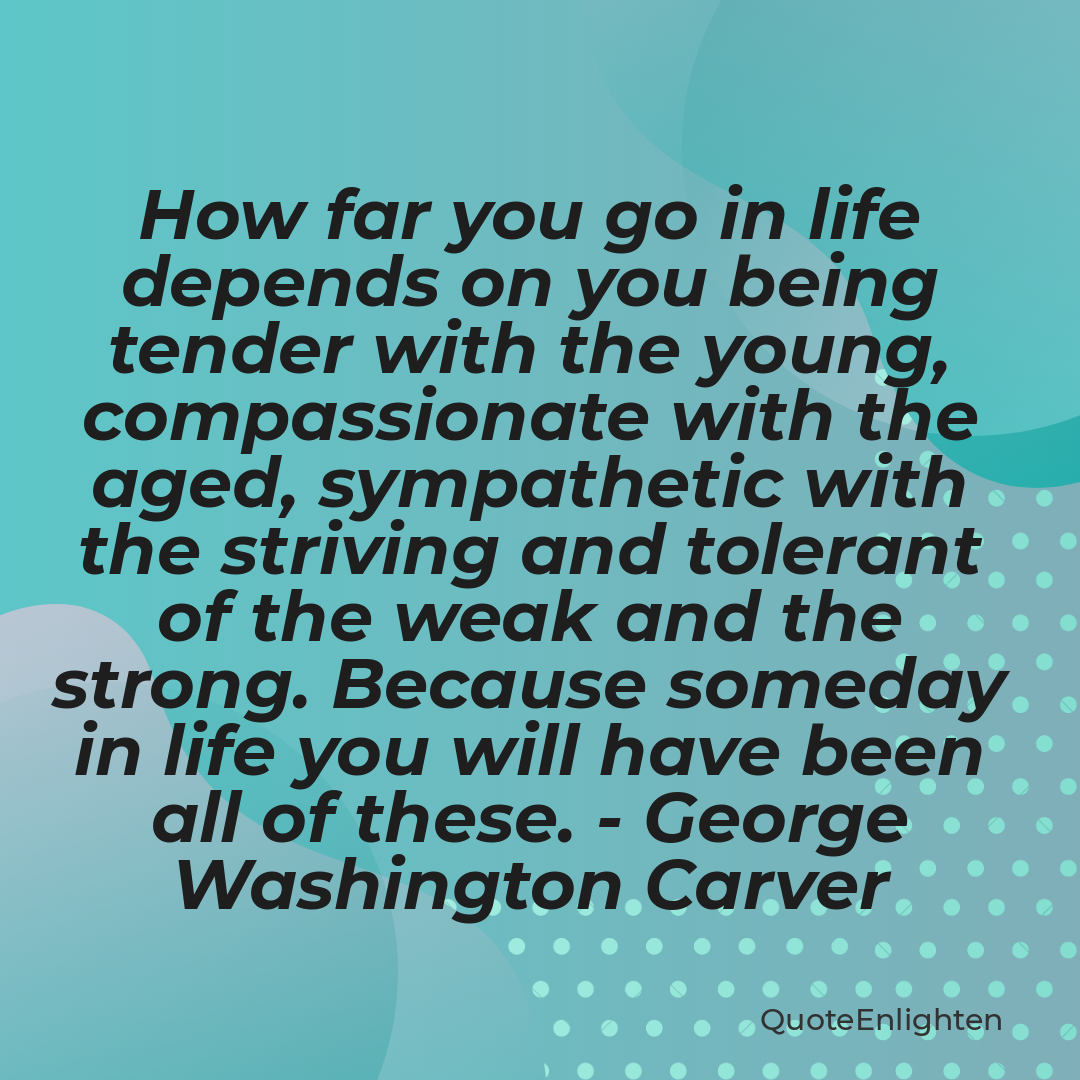 How far you go in life
depends on you being
tender with the young,
compassionate with the
aged, sympathetic with
the striving and tolerant
of the weak and the
strong. Because someday
in life you will have been
all of these. - George
Washington Carver
QuoteEnlighten